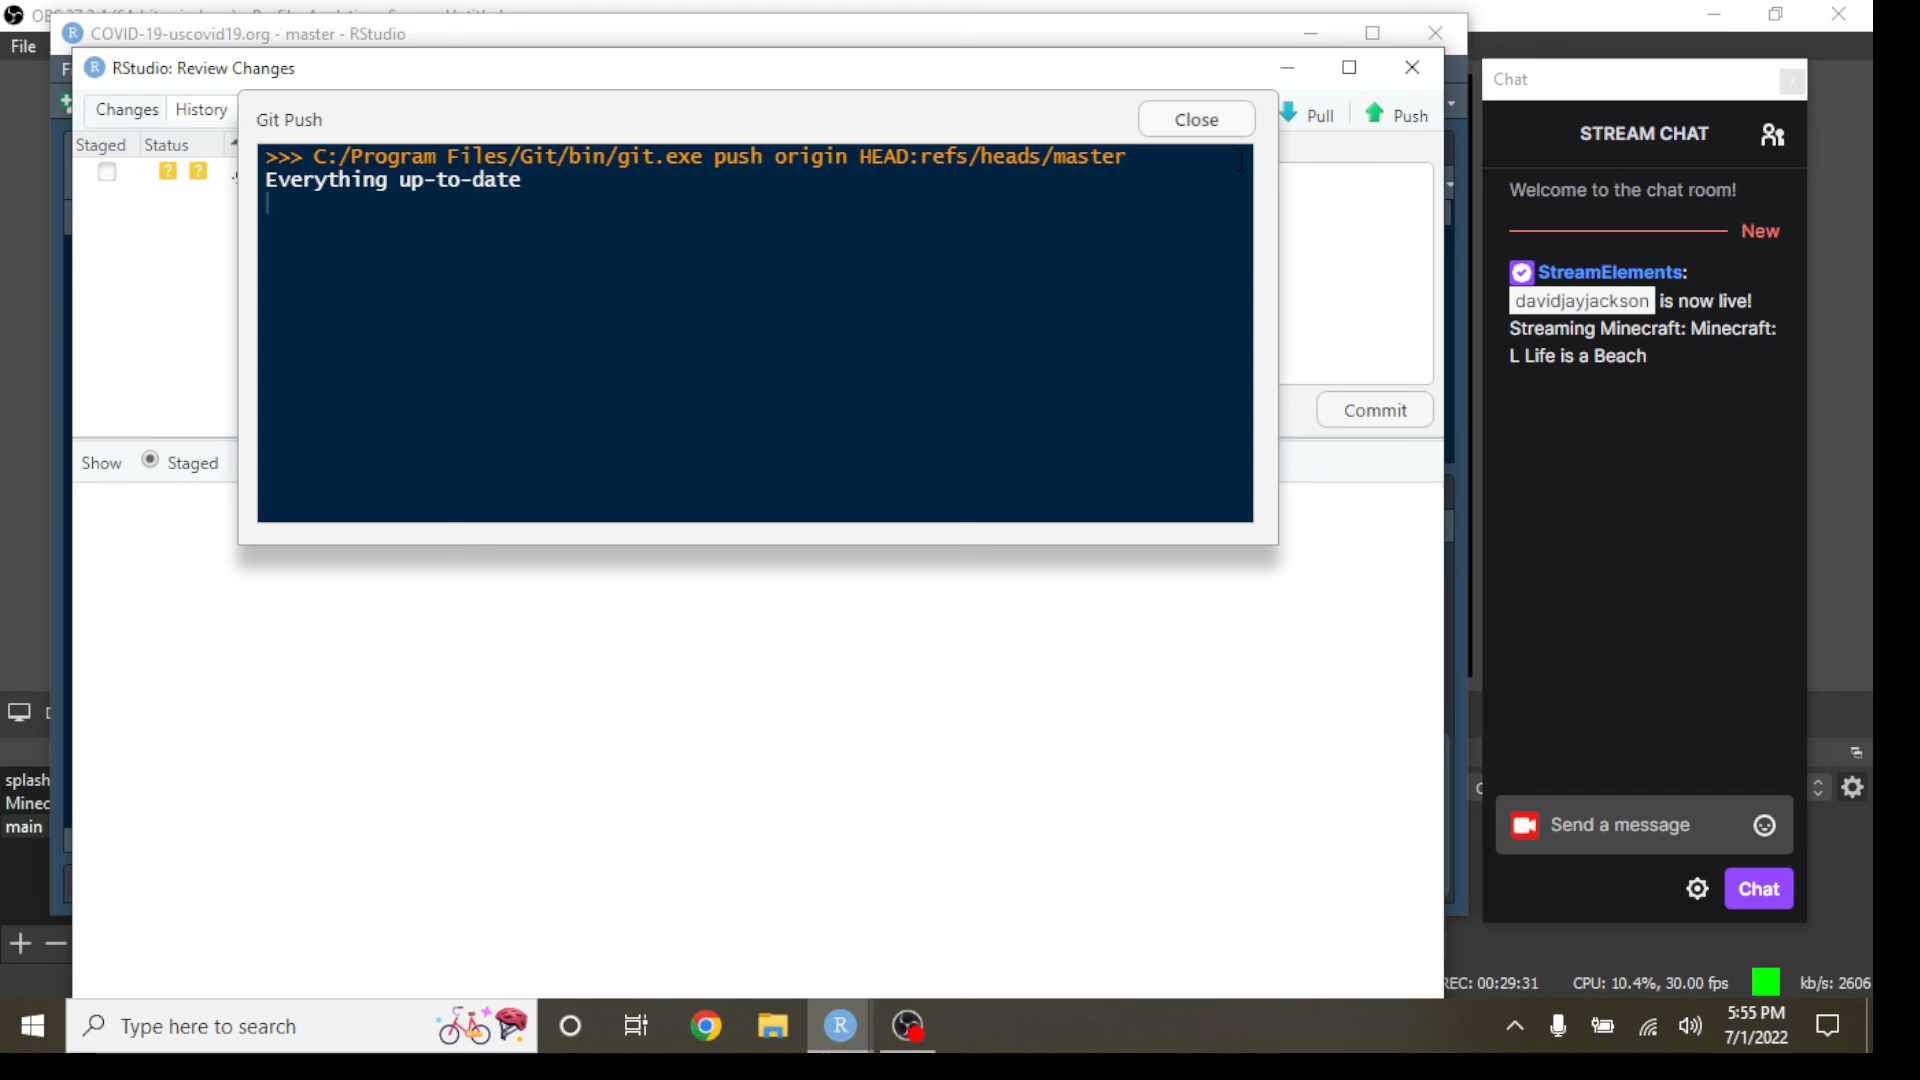 COVID-19-uscovid19.org - master - RStudio
File
RStudio: Review Changes
Changes
History
Git Push
Close
Pull
Push
Staged
Status
>>> C:/Program Files/Git/bin/git.exe push origin HEAD:refs/heads/master
Everything up-to-date
Commit
Show
Staged
Chat
STREAM CHAT
Welcome to the chat room!
New
StreamElements:
davidjayjackson is now live!
Streaming Minecraft: Minecraft:
L Life is a Beach
Send a message
Chat
splash
Minec
main
REC: 00:29:31
CPU: 10.4%, 30.00 fps
kb/s: 2606
Type here to search
5:55 PM
7/1/2022